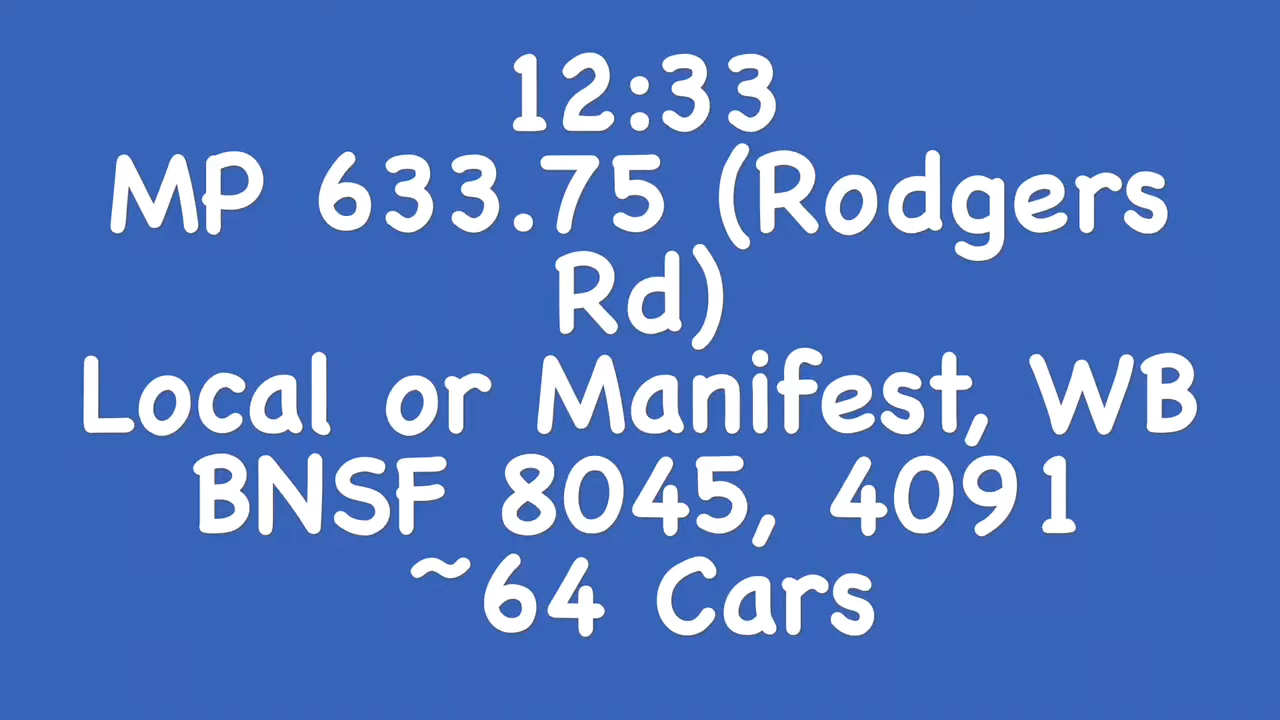 12:33
MP 633.75 (Rodgers
Rd)
Local or Manifest, WB
BNSF 8045, 4091
~64 Cars